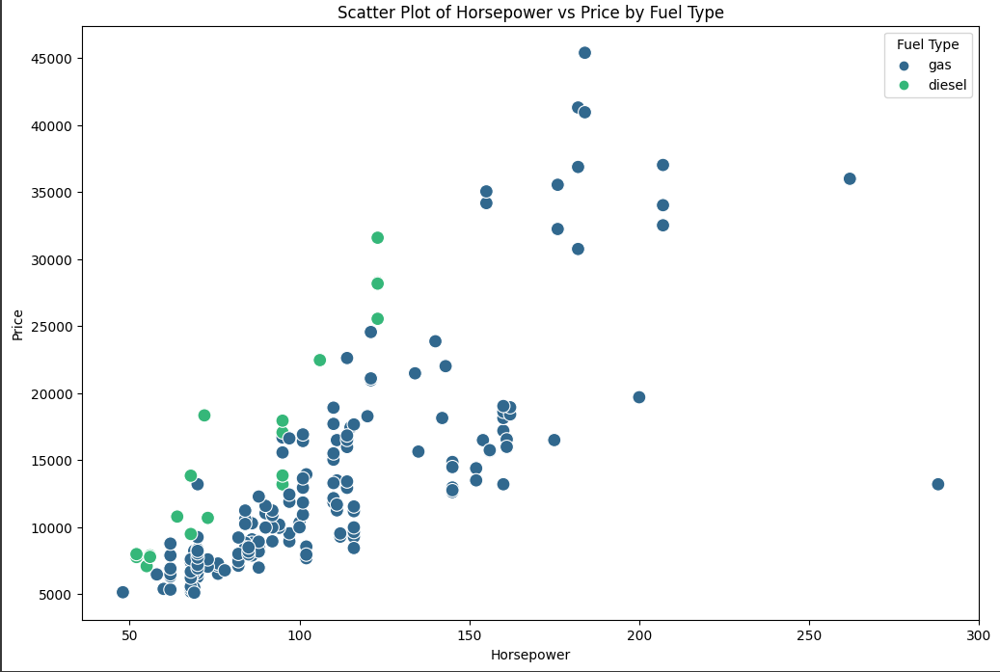 Scatter Plot of Horsepower vs Price by Fuel Type
Fuel Type
gas
diesel
45000
40000
35000
30000
25000
20000
15000
10000
5000
Price
50 100 150 200 250 300
Horsepower